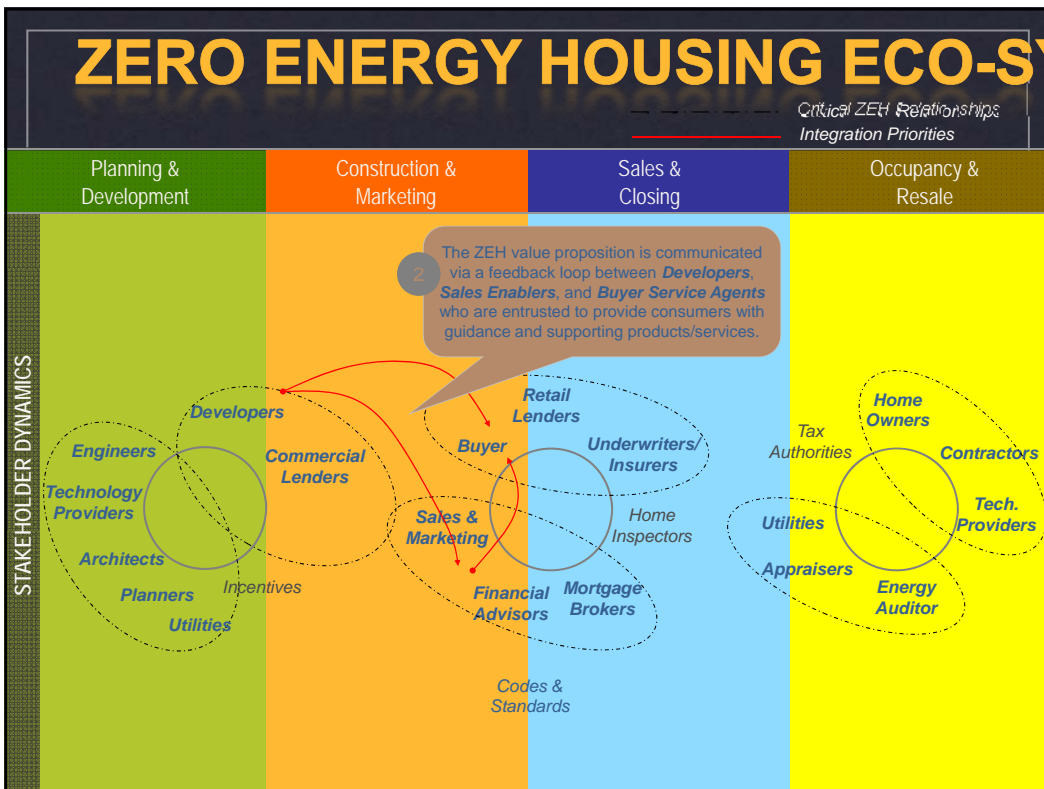 ZERO ENERGY HOUSING ECO-SY
Critical ZEH Relationships
Integration Priorities
Planning &
Development
Construction &
Marketing
Sales &
Closing
Occupancy &
Resale
STAKEHOLDER DYNAMICS
2
The ZEH value proposition is communicated
via a feedback loop between Developers,
Sales Enablers, and Buyer Service Agents
who are entrusted to provide consumers with
guidance and supporting products/services.
Developers
Engineers
Commercial
Lenders
Technology
Providers
Architects
Planners
Incentives
Utilities
Retail
Lenders
Buyer
Underwriters/
Insurers
Sales &
Marketing
Home
Inspectors
Financial
Advisors
Mortgage
Brokers
Codes &
Standards
Home
Owners
Tax
Authorities
Contractors
Tech.
Providers
Utilities
Appraisers
Energy
Auditor